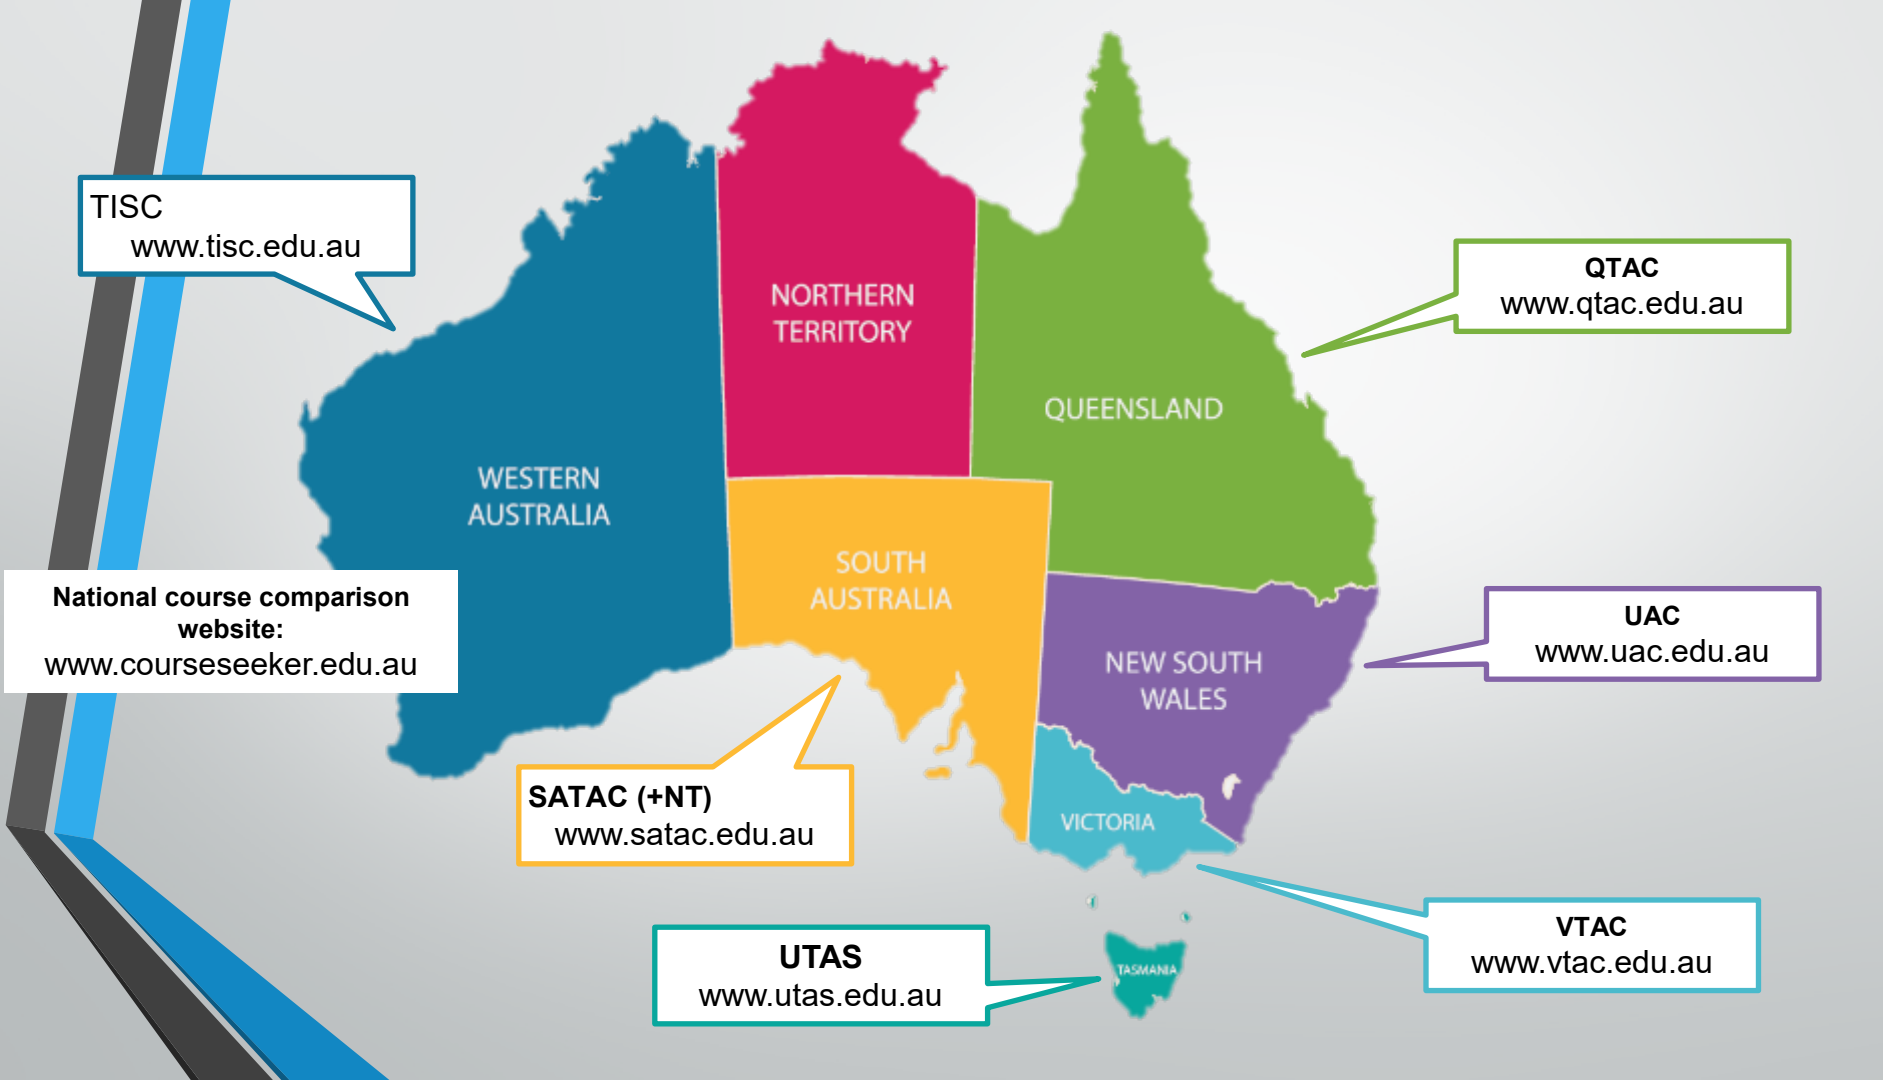 TISC
www.tisc.edu.au
NORTHERN
TERRITORY
QTAC
www.qtac.edu.au
QUEENSLAND
WESTERN
AUSTRALIA
SOUTH
AUSTRALIA
National course comparison
website:
www.courseseeker.edu.au
UAC
www.uac.edu.au
NEW SOUTH
WALES
SATAC (+NT)
www.satac.edu.au
VICTORIA
VTAC
www.vtac.edu.au
UTAS
www.utas.edu.au
TASMANIA